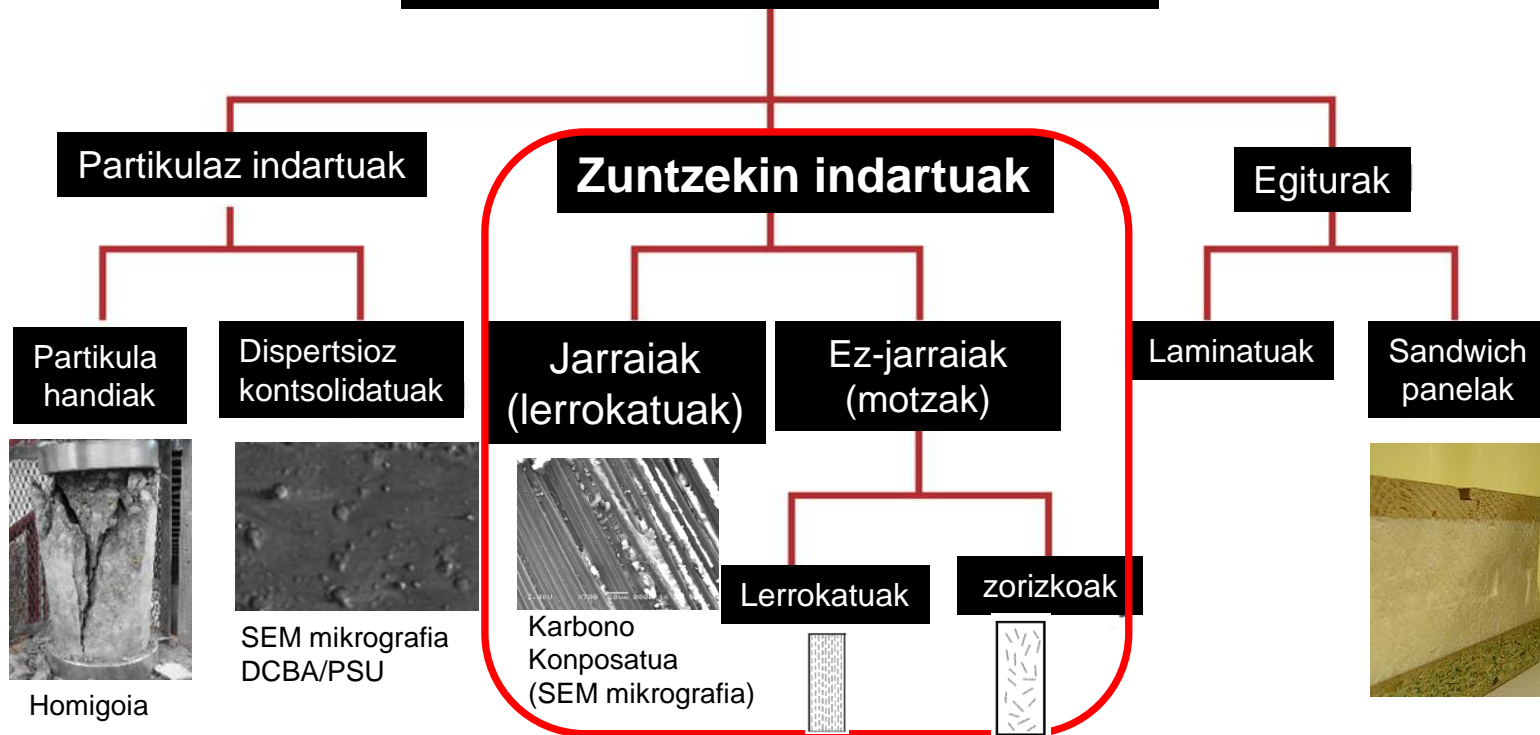 Partikulaz indartuak
Zuntzekin indartuak
Egiturak
Partikula
handiak
Dispertsioz
kontsolidatuak
Jarraiak
(lerrokatuak)
Ez-jarraiak
(motzak)
Laminatuak
Sandwich
panelak
Lerrokatuak
zorizkoak
Homigoia
SEM mikrografia
DCBA/PSU
Karbono
Konposatua
(SEM mikrografia)